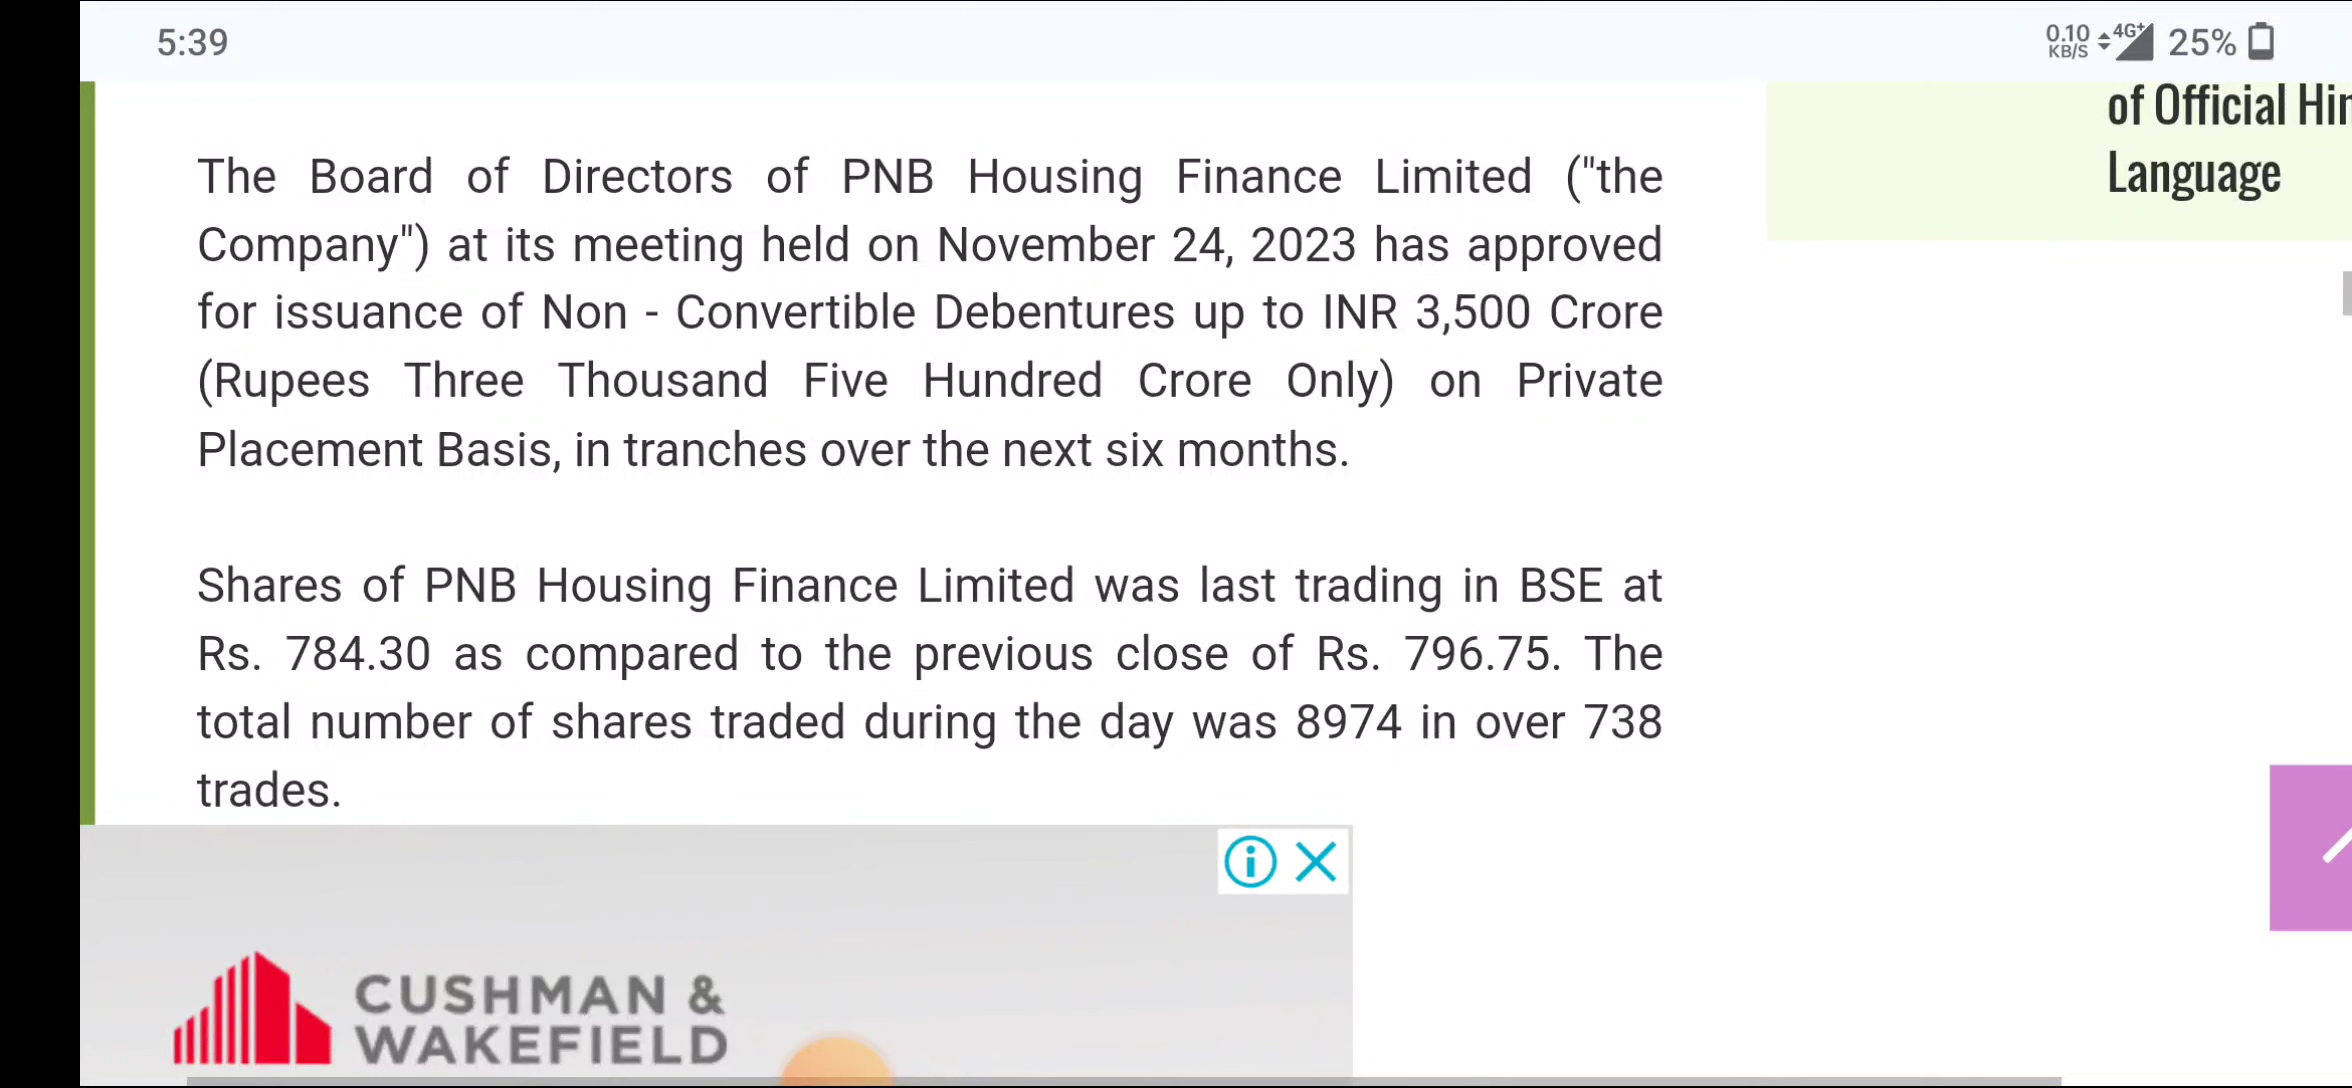 5:39
0.10 KB/S 4G+ 25%
of Official
Language
The Board of Directors of PNB Housing Finance Limited ("the
Company") at its meeting held on November 24, 2023 has approved
for issuance of Non - Convertible Debentures up to INR 3,500 Crore
(Rupees Three Thousand Five Hundred Crore Only) on Private
Placement Basis, in tranches over the next six months.
Shares of PNB Housing Finance Limited was last trading in BSE at
Rs. 784.30 as compared to the previous close of Rs. 796.75. The
total number of shares traded during the day was 8974 in over 738
trades.
CUSHMAN &
WAKEFIELD